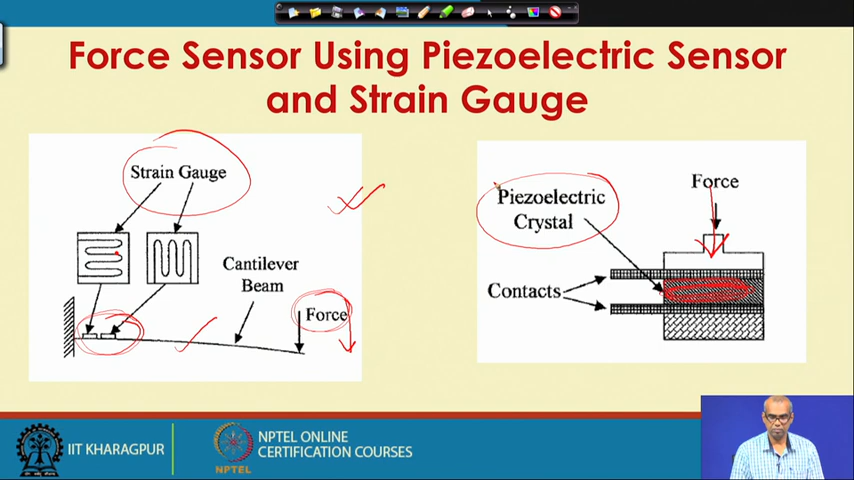 Force Sensor Using Piezoelectric Sensor
and Strain Gauge
Strain Gauge
Cantilever
Beam
Force
Piezoelectric
Crystal
Force
Contacts
IIT KHARAGPUR
NPTEL
NPTEL ONLINE
CERTIFICATION COURSES